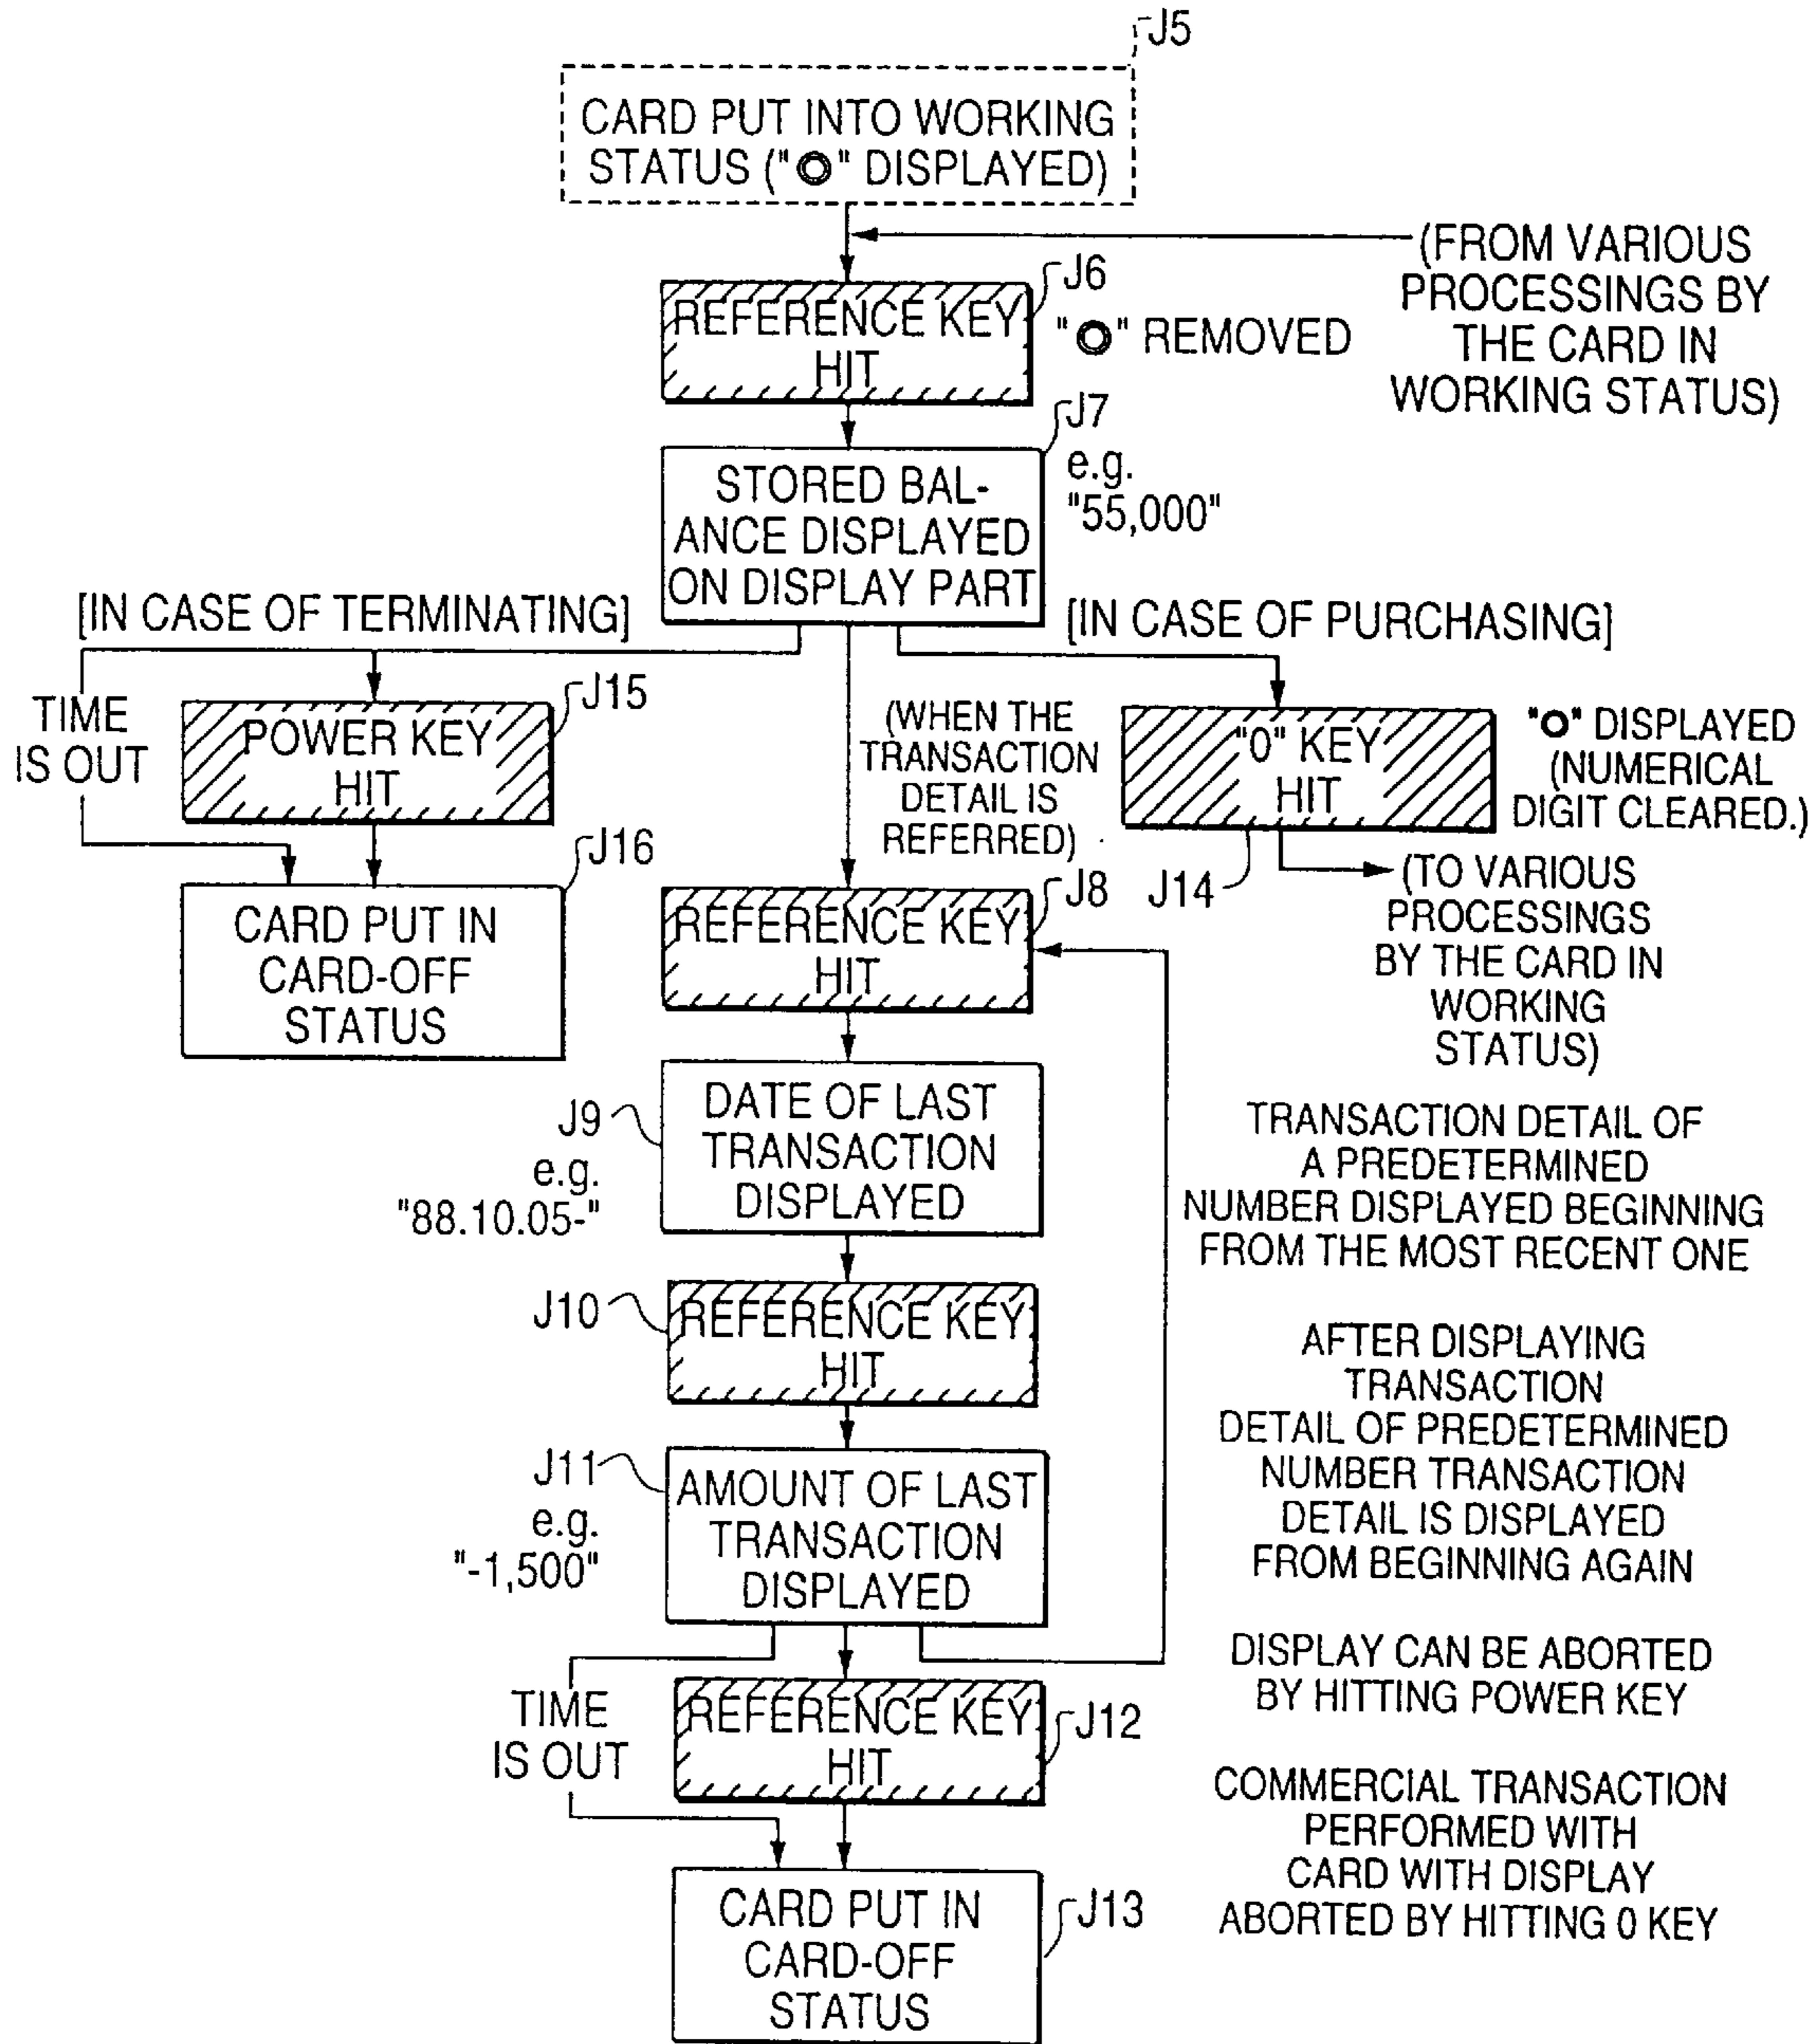 J5
CARD PUT INTO WORKING
STATUS ("◎" DISPLAYED)
(FROM VARIOUS
PROCESSINGS BY
THE CARD IN
WORKING STATUS)
J6
REFERENCE KEY
HIT
"◎" REMOVED
J7
STORED BAL-
ANCE DISPLAYED
ON DISPLAY PART
e.g.
"55,000"
[IN CASE OF TERMINATING]
[IN CASE OF PURCHASING]
TIME
IS OUT
J15
POWER KEY
HIT
(WHEN THE
TRANSACTION
DETAIL IS
REFERRED)
"0" KEY
HIT
"O" DISPLAYED
(NUMERICAL
DIGIT CLEARED.)
J14
(TO VARIOUS
PROCESSINGS
BY THE CARD IN
WORKING
STATUS)
J16
CARD PUT IN
CARD-OFF
STATUS
J8
REFERENCE KEY
HIT
J9
e.g.
"88.10.05-"
DATE OF LAST
TRANSACTION
DISPLAYED
TRANSACTION DETAIL OF
A PREDETERMINED
NUMBER DISPLAYED BEGINNING
FROM THE MOST RECENT ONE
J10
REFERENCE KEY
HIT
AFTER DISPLAYING
TRANSACTION
DETAIL OF PREDETERMINED
NUMBER TRANSACTION
DETAIL IS DISPLAYED
FROM BEGINNING AGAIN
J11
e.g.
"-1,500"
AMOUNT OF LAST
TRANSACTION
DISPLAYED
DISPLAY CAN BE ABORTED
BY HITTING POWER KEY
TIME
IS OUT
REFERENCE KEY
HIT
J12
COMMERCIAL TRANSACTION
PERFORMED WITH
CARD WITH DISPLAY
ABORTED BY HITTING 0 KEY
CARD PUT IN
CARD-OFF
STATUS
J13